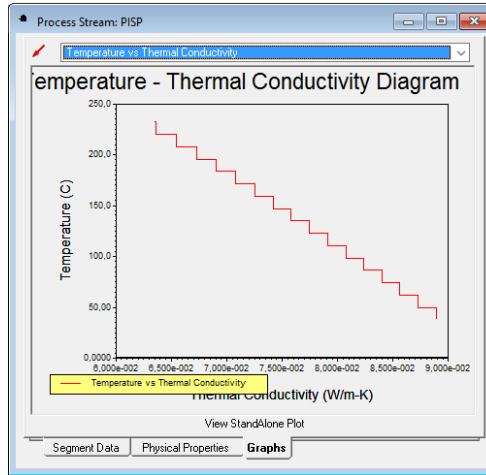 Process Stream: PISP
Temperature vs Thermal Conductivity
emperature - Thermal Conductivity Diagram
250,0
200,0
150,0
100,0
50,00
0,0000
Temperature (C)
6,000e-002 6,500e-002 7,000e-002 7,500e-002 8,000e-002 8,500e-002 9,000e-002
Temperature vs Thermal Conductivity
Thermal Conductivity (W/m-K)
View StandAlone Plot
Segment Data Physical Properties Graphs